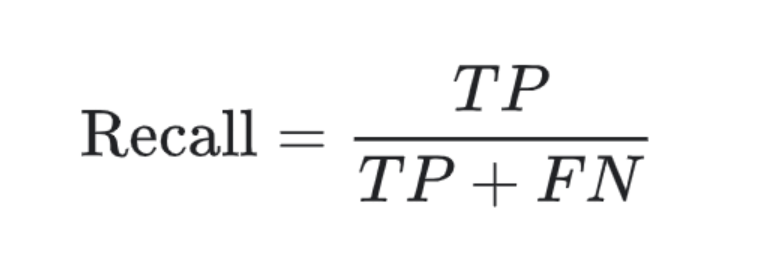 Recall = TP / TP + FN